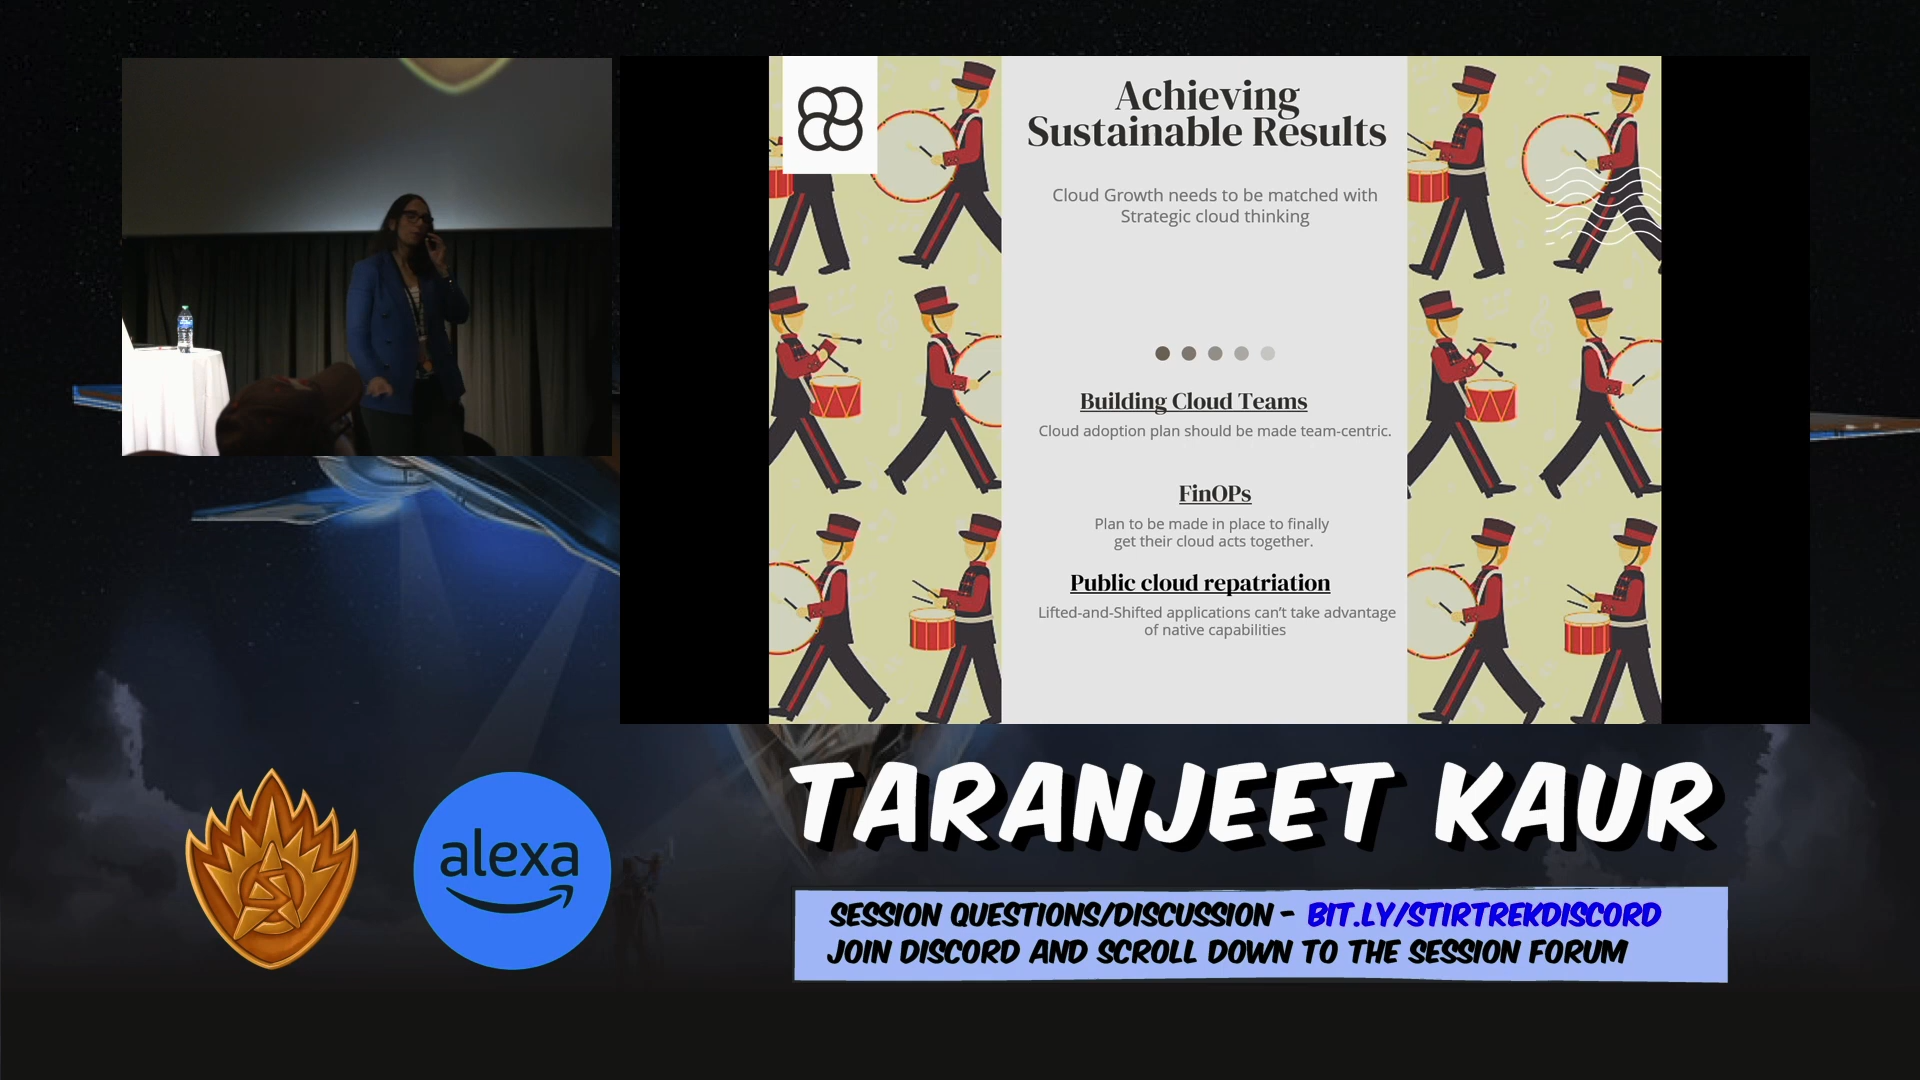 Achieving
Sustainable Results
Cloud Growth needs to be matched with
Strategic cloud thinking
Building Cloud Teams
Cloud adoption plan should be made team-centric.
FinOPs
Plan to be made in place to finally
get their cloud acts together.
Public cloud repatriation
Lifted-and-Shifted applications can't take advantage
of native capabilities
alexa
TARANJEET KAUR
SESSION QUESTIONS/DISCUSSION - BIT.LY/STIRTREKDISCORD
JOIN DISCORD AND SCROLL DOWN TO THE SESSION FORUM